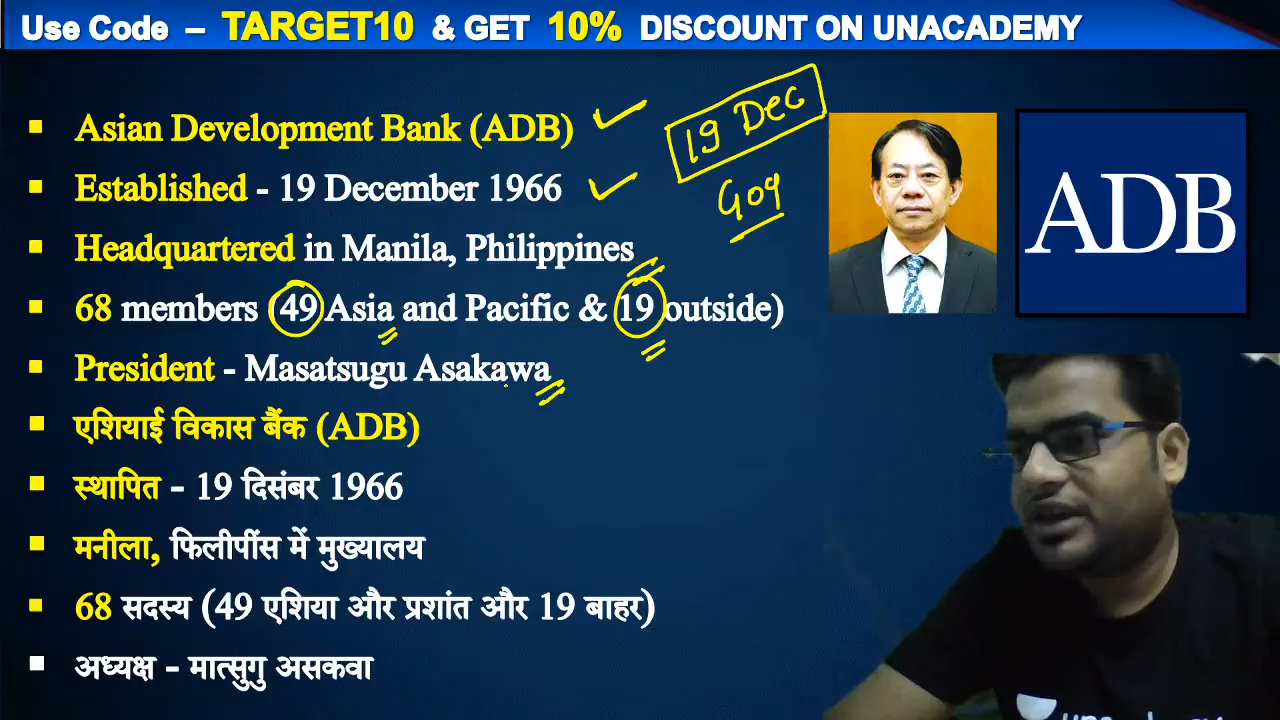 Use Code – TARGET10 & GET 10% DISCOUNT ON UNACADEMY
Asian Development Bank (ADB)
19 Dec
Established - 19 December 1966
Goa
Headquartered in Manila, Philippines
68 members (49 Asia and Pacific & 19 outside)
President - Masatsugu Asakawa
ADB
एशियाई विकास बैंक (ADB)
स्थापित - 19 दिसंबर 1966
मनीला, फिलीपींस में मुख्यालय
68 सदस्य (49 एशिया और प्रशांत और 19 बाहर)
अध्यक्ष - मात्सुगु असकवा